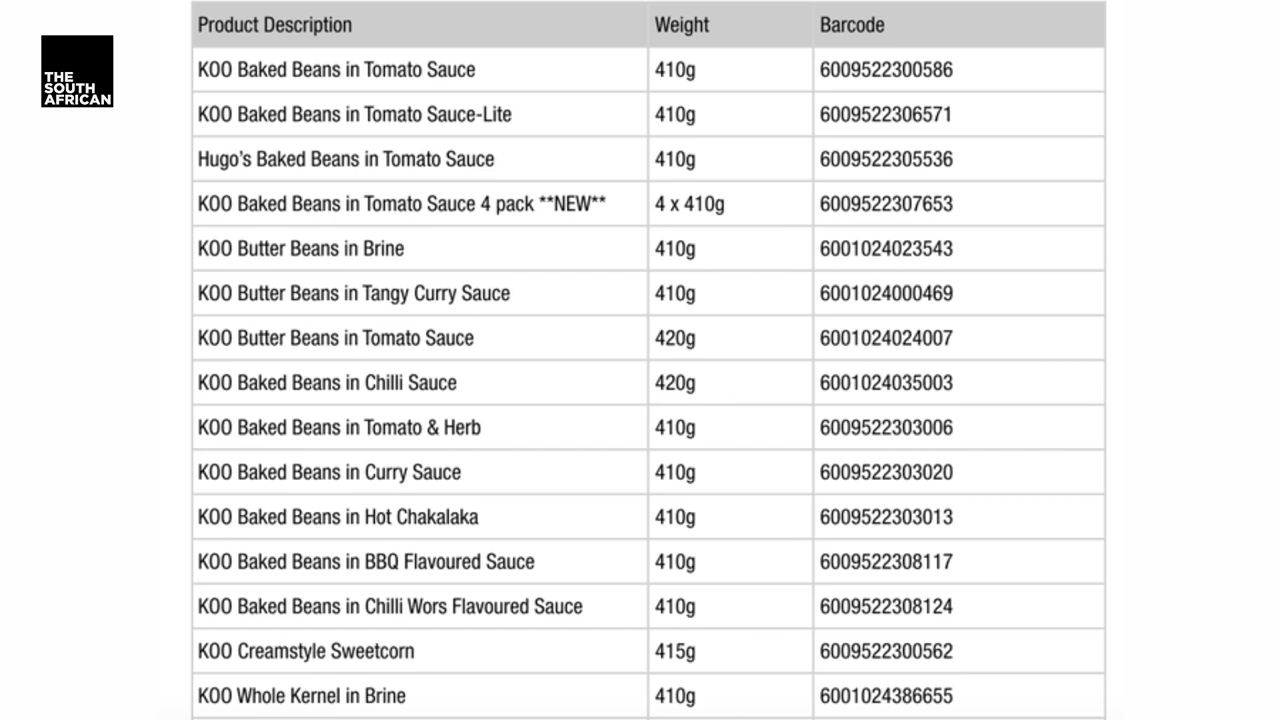 THE
SOUTH
AFRICAN
Product Description Weight Barcode
KOO Baked Beans in Tomato Sauce 410g 6009522300586
KOO Baked Beans in Tomato Sauce-Lite 410g 6009522306571
Hugo's Baked Beans in Tomato Sauce 410g 6009522305536
KOO Baked Beans in Tomato Sauce 4 pack **NEW** 4 x 410g 6009522307653
KOO Butter Beans in Brine 410g 6001024023543
KOO Butter Beans in Tangy Curry Sauce 410g 6001024000469
KOO Butter Beans in Tomato Sauce 420g 6001024024007
KOO Baked Beans in Chilli Sauce 420g 6001024035003
KOO Baked Beans in Tomato & Herb 410g 6009522303006
KOO Baked Beans in Curry Sauce 410g 6009522303020
KOO Baked Beans in Hot Chakalaka 410g 6009522303013
KOO Baked Beans in BBQ Flavoured Sauce 410g 6009522308117
KOO Baked Beans in Chilli Wors Flavoured Sauce 410g 6009522308124
KOO Creamstyle Sweetcorn 415g 6009522300562
KOO Whole Kernel in Brine 410g 6001024386655